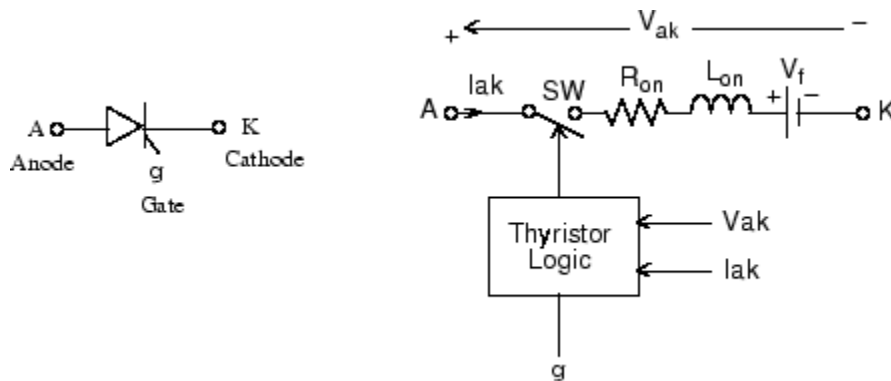 A
K
Anode
Cathode
g
Gate
+
Vak
−
Iak
SW
Ron
Lon
Vf
A
+
−
K
Thyristor
Logic
Vak
Iak
g